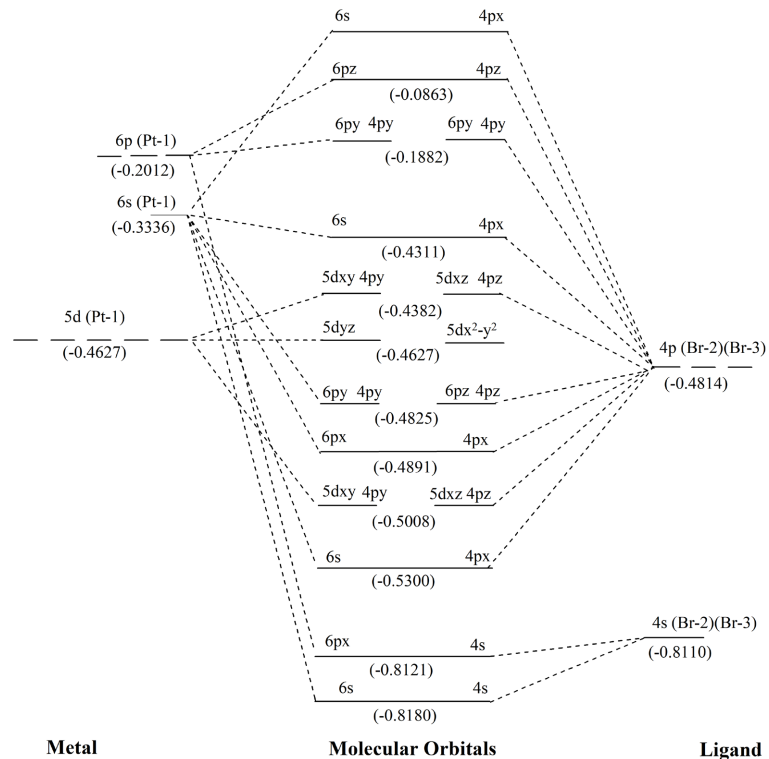 6s 4px
6pz 4pz
(-0.0863)
6py 4py 6py 4py
(-0.1882)
6p (Pt-1)
(-0.2012)
6s (Pt-1)
(-0.3336)
6s 4px
(-0.4311)
5dxy 4py 5dxz 4pz
(-0.4382)
5d (Pt-1)
(-0.4627)
5dyz 5dx²-y²
(-0.4627)
4p (Br-2)(Br-3)
(-0.4814)
6py 4py 6pz 4pz
(-0.4825)
6px 4px
(-0.4891)
5dxy 4py 5dxz 4pz
(-0.5008)
6s 4px
(-0.5300)
4s (Br-2)(Br-3)
(-0.8110)
6px 4s
(-0.8121)
6s 4s
(-0.8180)
Metal Molecular Orbitals Ligand